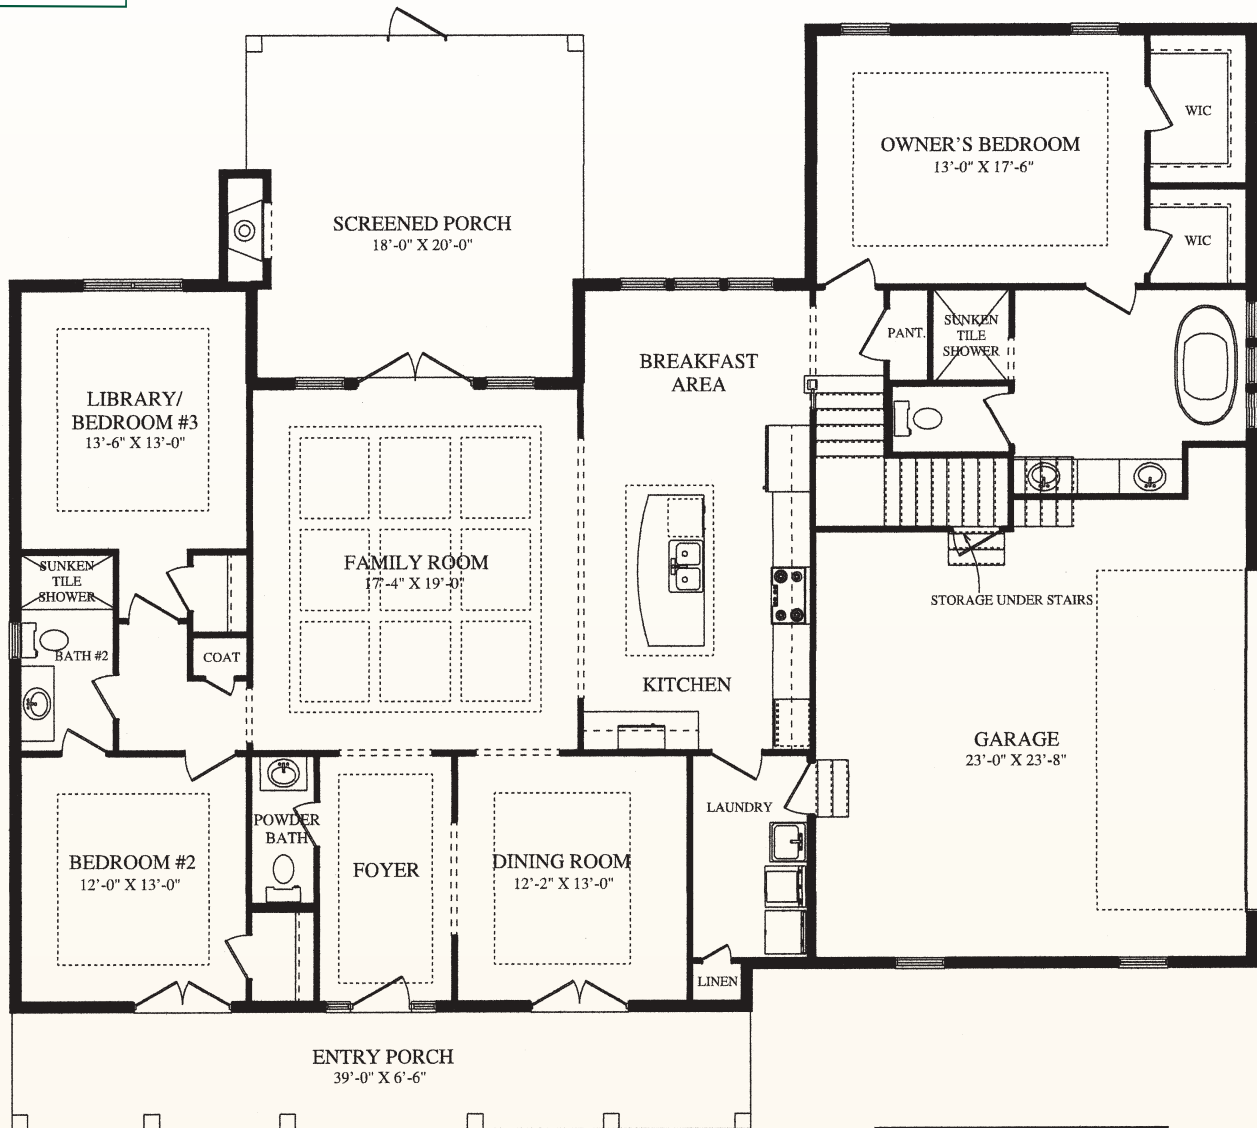 OWNER'S BEDROOM
13'-0" X 17'-6"
WIC
WIC
SCREENED PORCH
18'-0" X 20'-0"
PANT.
SUNKEN
TILE
SHOWER
BREAKFAST
AREA
LIBRARY/
BEDROOM #3
13'-6" X 13'-0"
FAMILY ROOM
17'-4" X 19'-0"
SUNKEN
TILE
SHOWER
STORAGE UNDER STAIRS
BATH #2
COAT
KITCHEN
GARAGE
23'-0" X 23'-8"
LAUNDRY
POWDER
BATH
BEDROOM #2
12'-0" X 13'-0"
FOYER
DINING ROOM
12'-2" X 13'-0"
LINEN
ENTRY PORCH
39'-0" X 6'-6"